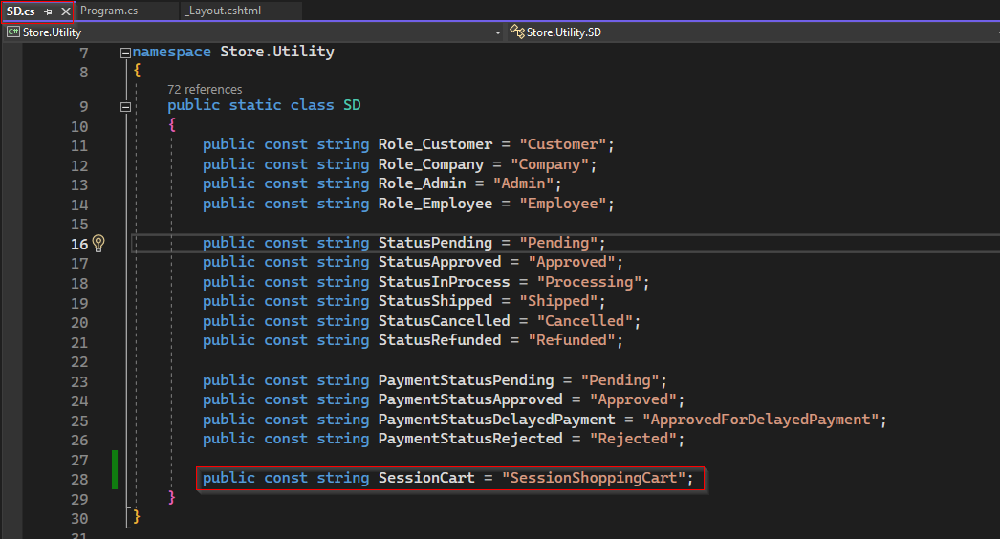 SD.cs Program.cs _Layout.cshtml
C# Store.Utility Store.Utility.SD
7 namespace Store.Utility
8 {
72 references
9 public static class SD
10 {
11 public const string Role_Customer = "Customer";
12 public const string Role_Company = "Company";
13 public const string Role_Admin = "Admin";
14 public const string Role_Employee = "Employee";
15
16 public const string StatusPending = "Pending";
17 public const string StatusApproved = "Approved";
18 public const string StatusInProcess = "Processing";
19 public const string StatusShipped = "Shipped";
20 public const string StatusCancelled = "Cancelled";
21 public const string StatusRefunded = "Refunded";
22
23 public const string PaymentStatusPending = "Pending";
24 public const string PaymentStatusApproved = "Approved";
25 public const string PaymentStatusDelayedPayment = "ApprovedForDelayedPayment";
26 public const string PaymentStatusRejected = "Rejected";
27
28 public const string SessionCart = "SessionShoppingCart";
29 }
30 }
31